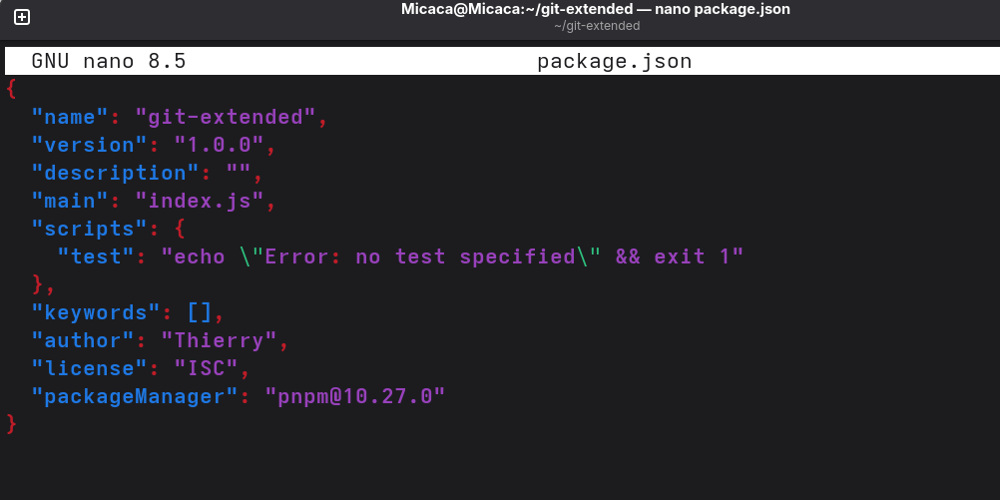 Micaca@Micaca:~/git-extended — nano package.json
~/git-extended
GNU nano 8.5 package.json
{
"name": "git-extended",
"version": "1.0.0",
"description": "",
"main": "index.js",
"scripts": {
"test": "echo \"Error: no test specified\" && exit 1"
},
"keywords": [],
"author": "Thierry",
"license": "ISC",
"packageManager": "pnpm@10.27.0"
}